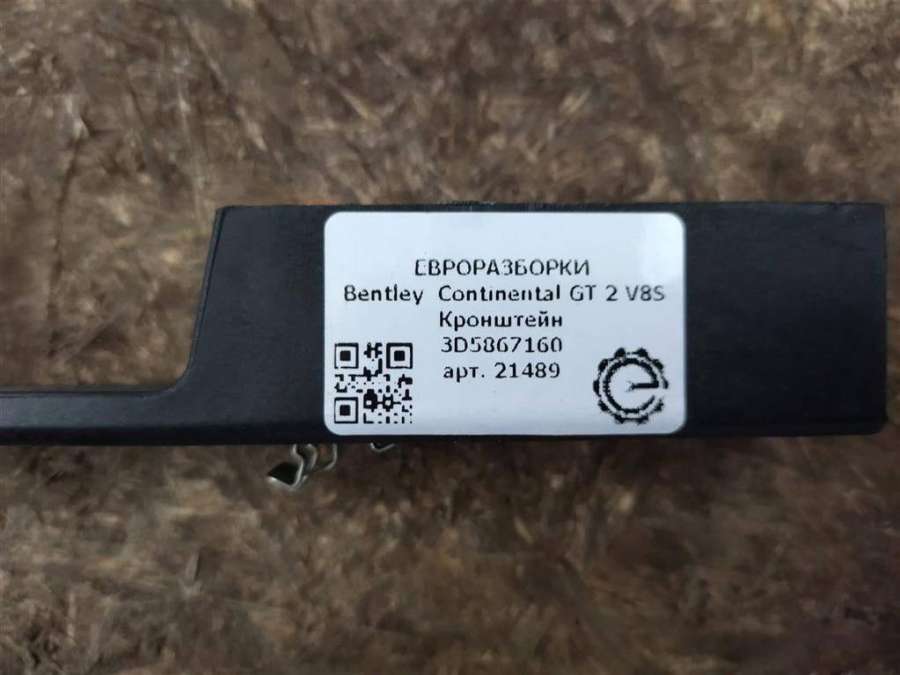 ЕВРОРАЗБОРКИ
Bentley Continental GT 2 V8S
Кронштейн
3D5867160
арт. 21489